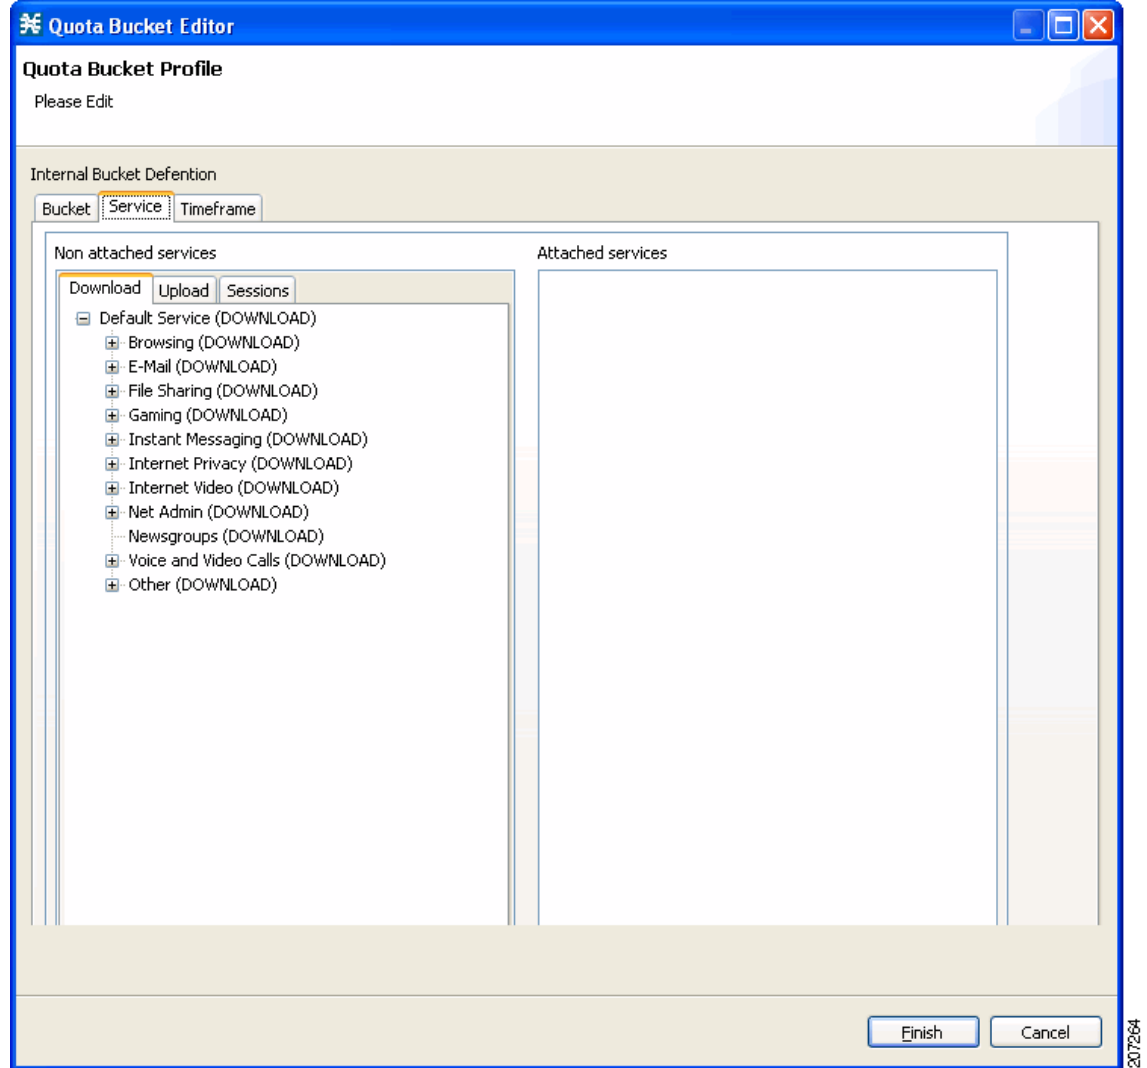 Quota Bucket Editor
Quota Bucket Profile
Please Edit
Internal Bucket Defention
Bucket Service Timeframe
Non attached services
Attached services
Download Upload Sessions
Default Service (DOWNLOAD)
Browsing (DOWNLOAD)
E-Mail (DOWNLOAD)
File Sharing (DOWNLOAD)
Gaming (DOWNLOAD)
Instant Messaging (DOWNLOAD)
Internet Privacy (DOWNLOAD)
Internet Video (DOWNLOAD)
Net Admin (DOWNLOAD)
Newsgroups (DOWNLOAD)
Voice and Video Calls (DOWNLOAD)
Other (DOWNLOAD)
Finish Cancel
207264